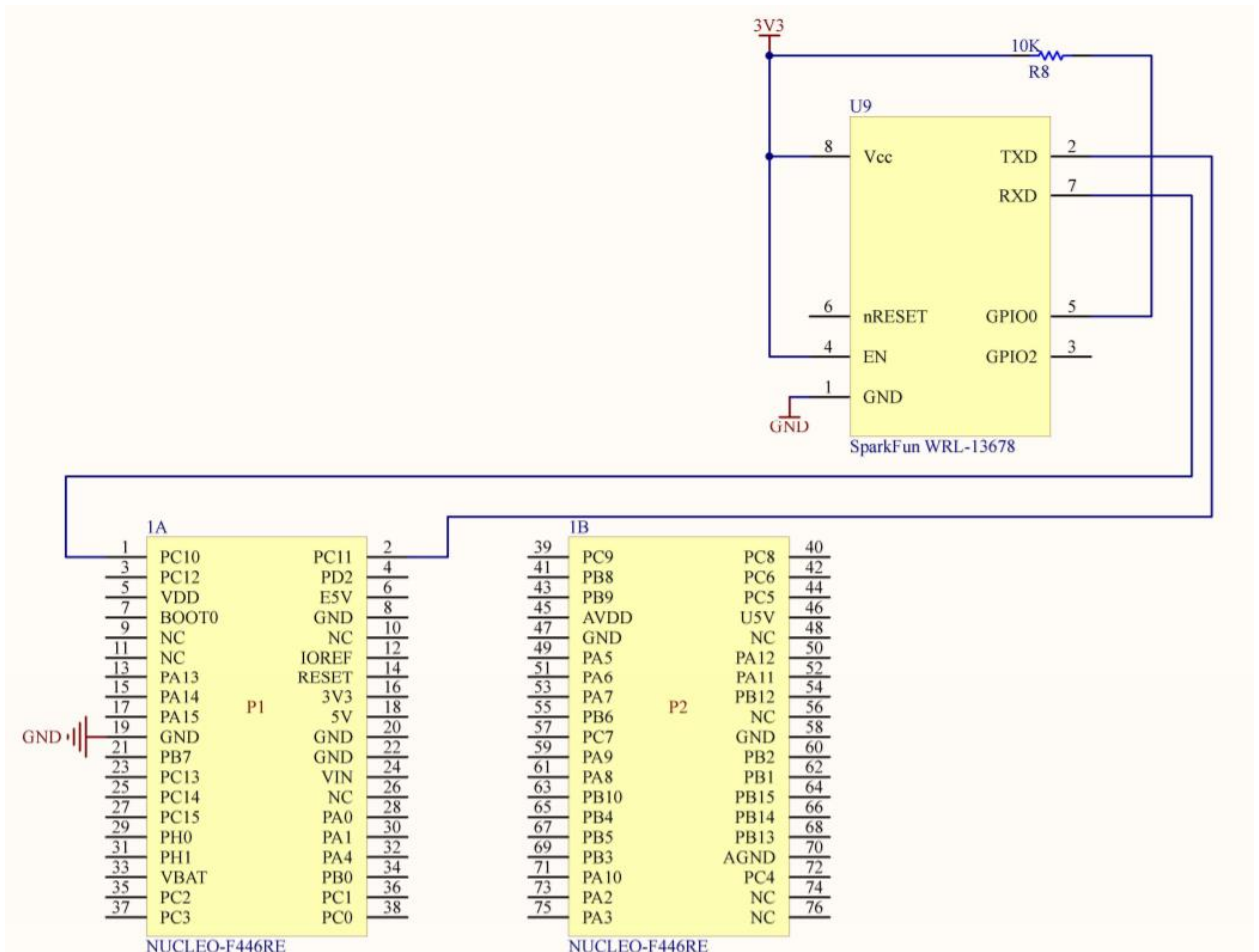 3V3
10K
R8
U9
8 Vcc TXD 2
RXD 7
6 nRESET GPIO0 5
4 EN GPIO2 3
1 GND
GND
SparkFun WRL-13678
1A 1B
1 PC10 PC11 2 39 PC9 PC8 40
3 PC12 PD2 4 41 PB8 PC6 42
5 VDD E5V 6 43 PB9 PC5 44
7 BOOT0 GND 8 45 AVDD U5V 46
9 NC NC 10 47 GND NC 48
11 NC IOREF 12 49 PA5 PA12 50
13 PA13 RESET 14 51 PA6 PA11 52
15 PA14 3V3 16 53 PA7 PB12 54
17 PA15 P1 5V 18 55 PB6 P2 NC 56
GND 19 GND GND 20 57 PC7 GND 58
21 PB7 GND 22 59 PA9 PB2 60
23 PC13 VIN 24 61 PA8 PB1 62
25 PC14 NC 26 63 PB10 PB15 64
27 PC15 PA0 28 65 PB4 PB14 66
29 PH0 PA1 30 67 PB5 PB13 68
31 PH1 PA4 32 69 PB3 AGND 70
33 VBAT PB0 34 71 PA10 PC4 72
35 PC2 PC1 36 73 PA2 NC 74
37 PC3 PC0 38 75 PA3 NC 76
NUCLEO-F446RE NUCLEO-F446RE